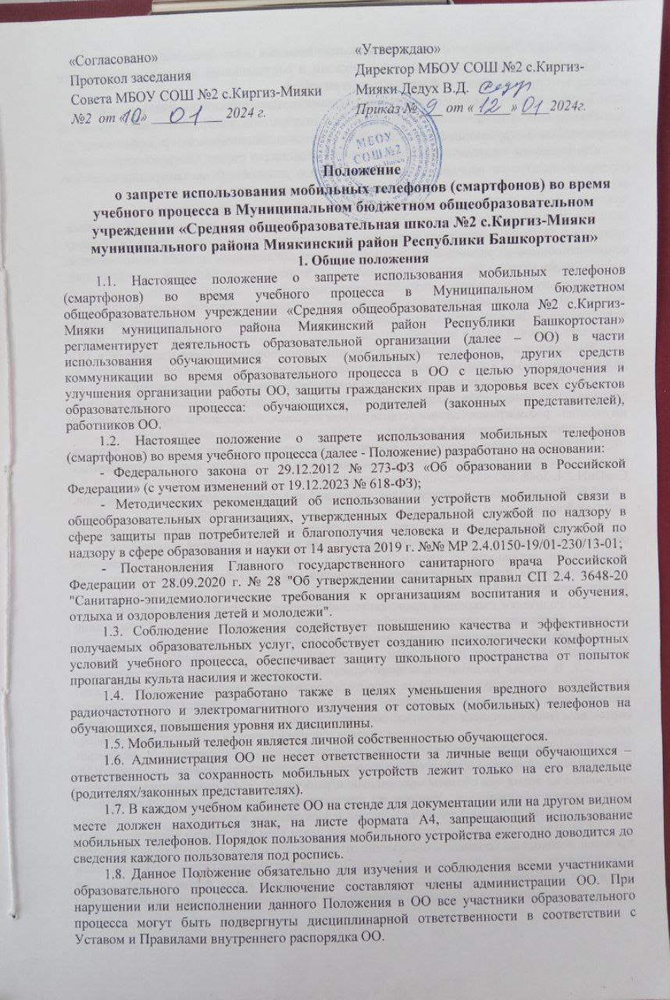 «Согласовано»
Протокол заседания
Совета МБОУ СОШ №2 с.Киргиз-Мияки
№2 от «10» 01 2024 г.
«Утверждаю»
Директор МБОУ СОШ №2 с.Киргиз-
Мияки Дедух В.Д.
Приказ № 9 от «12» 01 2024г.
МБОУ
СОШ №2
Положение
о запрете использования мобильных телефонов (смартфонов) во время
учебного процесса в Муниципальном бюджетном общеобразовательном
учреждении «Средняя общеобразовательная школа №2 с.Киргиз-Мияки
муниципального района Миякинский район Республики Башкортостан»
1. Общие положения
1.1. Настоящее положение о запрете использования мобильных телефонов
(смартфонов) во время учебного процесса в Муниципальном бюджетном
общеобразовательном учреждении «Средняя общеобразовательная школа №2 с.Киргиз-
Мияки муниципального района Миякинский район Республики Башкортостан»
регламентирует деятельность образовательной организации (далее – ОО) в части
использования обучающимися сотовых (мобильных) телефонов, других средств
коммуникации во время образовательного процесса в ОО с целью упорядочения и
улучшения организации работы ОО, защиты гражданских прав и здоровья всех субъектов
образовательного процесса: обучающихся, родителей (законных представителей),
работников ОО.
1.2. Настоящее положение о запрете использования мобильных телефонов
(смартфонов) во время учебного процесса (далее - Положение) разработано на основании:
- Федерального закона от 29.12.2012 № 273-ФЗ «Об образовании в Российской
Федерации» (с учетом изменений от 19.12.2023 № 618-ФЗ);
- Методических рекомендаций об использовании устройств мобильной связи в
общеобразовательных организациях, утвержденных Федеральной службой по надзору в
сфере защиты прав потребителей и благополучия человека и Федеральной службой по
надзору в сфере образования и науки от 14 августа 2019 г. №№ МР 2.4.0150-19/01-230/13-01;
- Постановления Главного государственного санитарного врача Российской
Федерации от 28.09.2020 г. № 28 "Об утверждении санитарных правил СП 2.4. 3648-20
"Санитарно-эпидемиологические требования к организациям воспитания и обучения,
отдыха и оздоровления детей и молодежи".
1.3. Соблюдение Положения содействует повышению качества и эффективности
получаемых образовательных услуг, способствует созданию психологически комфортных
условий учебного процесса, обеспечивает защиту школьного пространства от попыток
пропаганды культа насилия и жестокости.
1.4. Положение разработано также в целях уменьшения вредного воздействия
радиочастотного и электромагнитного излучения от сотовых (мобильных) телефонов на
обучающихся, повышения уровня их дисциплины.
1.5. Мобильный телефон является личной собственностью обучающегося.
1.6. Администрация ОО не несет ответственности за личные вещи обучающихся –
ответственность за сохранность мобильных устройств лежит только на его владельце
(родителях/законных представителях).
1.7. В каждом учебном кабинете ОО на стенде для документации или на другом видном
месте должен находиться знак, на листе формата А4, запрещающий использование
мобильных телефонов. Порядок пользования мобильного устройства ежегодно доводится до
сведения каждого пользователя под роспись.
1.8. Данное Положение обязательно для изучения и соблюдения всеми участниками
образовательного процесса. Исключение составляют члены администрации ОО. При
нарушении или неисполнении данного Положения в ОО все участники образовательного
процесса могут быть подвергнуты дисциплинарной ответственности в соответствии с
Уставом и Правилами внутреннего распорядка ОО.